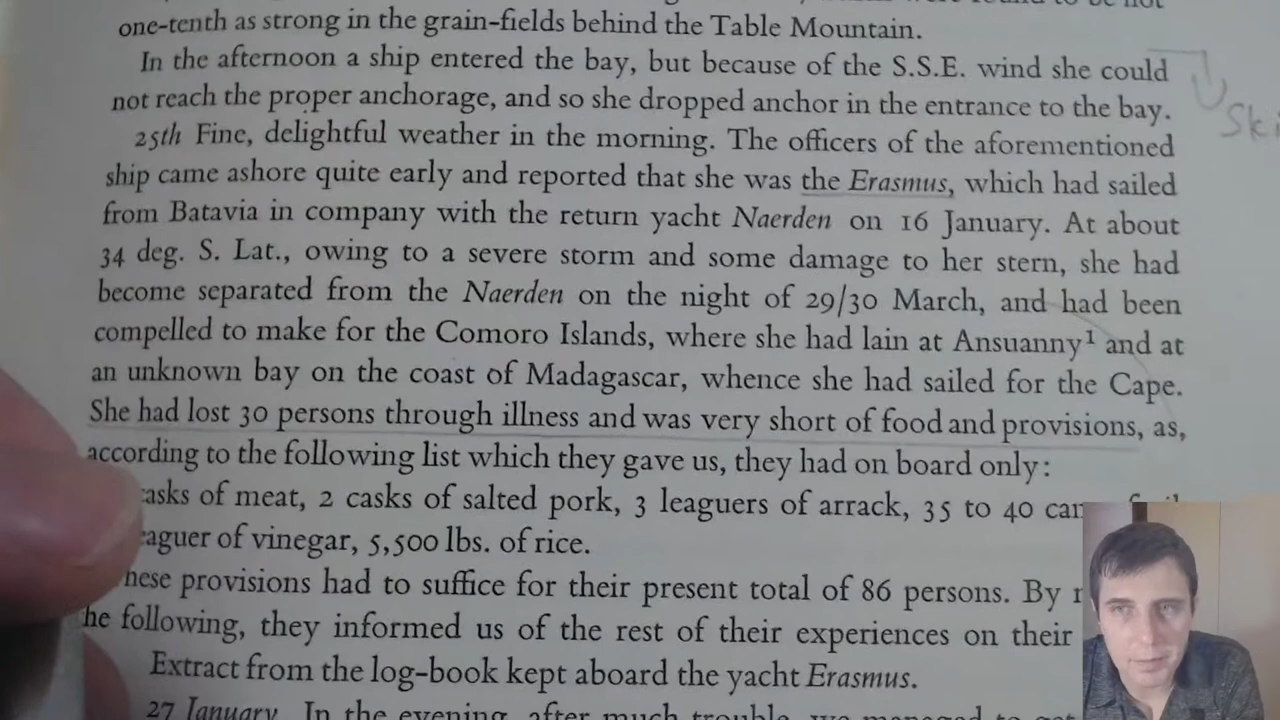 one-tenth as strong in the grain-fields behind the Table Mountain.
In the afternoon a ship entered the bay, but because of the S.S.E. wind she could
not reach the proper anchorage, and so she dropped anchor in the entrance to the bay.
25th Fine, delightful weather in the morning. The officers of the aforementioned
ship came ashore quite early and reported that she was the Erasmus, which had sailed
from Batavia in company with the return yacht Naerden on 16 January. At about
34 deg. S. Lat., owing to a severe storm and some damage to her stern, she had
become separated from the Naerden on the night of 29/30 March, and had been
compelled to make for the Comoro Islands, where she had lain at Ansuanny¹ and at
an unknown bay on the coast of Madagascar, whence she had sailed for the Cape.
She had lost 30 persons through illness and was very short of food and provisions, as,
according to the following list which they gave us, they had on board only:
of meat, 2 casks of salted pork, 3 leaguers of arrack, 35 to 40
of vinegar, 5,500 lbs. of rice.
provisions had to suffice for their present total of 86 persons. By
following, they informed us of the rest of their experiences on their
Extract from the log-book kept aboard the yacht Erasmus.
27 January. In the evening, after much trouble, we managed to